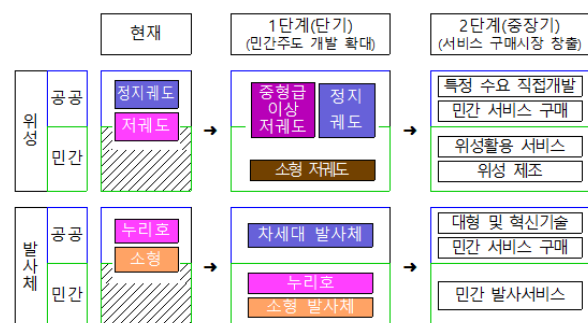 현재
1단계(단기)
(민간주도 개발 확대)
2단계(중장기)
(서비스 구매시장 창출)
위성
공공
민간
정지궤도
저궤도
➜
중형급
이상
저궤도
정지
궤도
소형 저궤도
➜
특정 수요 직접개발
민간 서비스 구매
위성활용 서비스
위성 제조
발사체
공공
민간
누리호
소형
➜
차세대 발사체
누리호
소형 발사체
➜
대형 및 혁신기술
민간 서비스 구매
민간 발사서비스